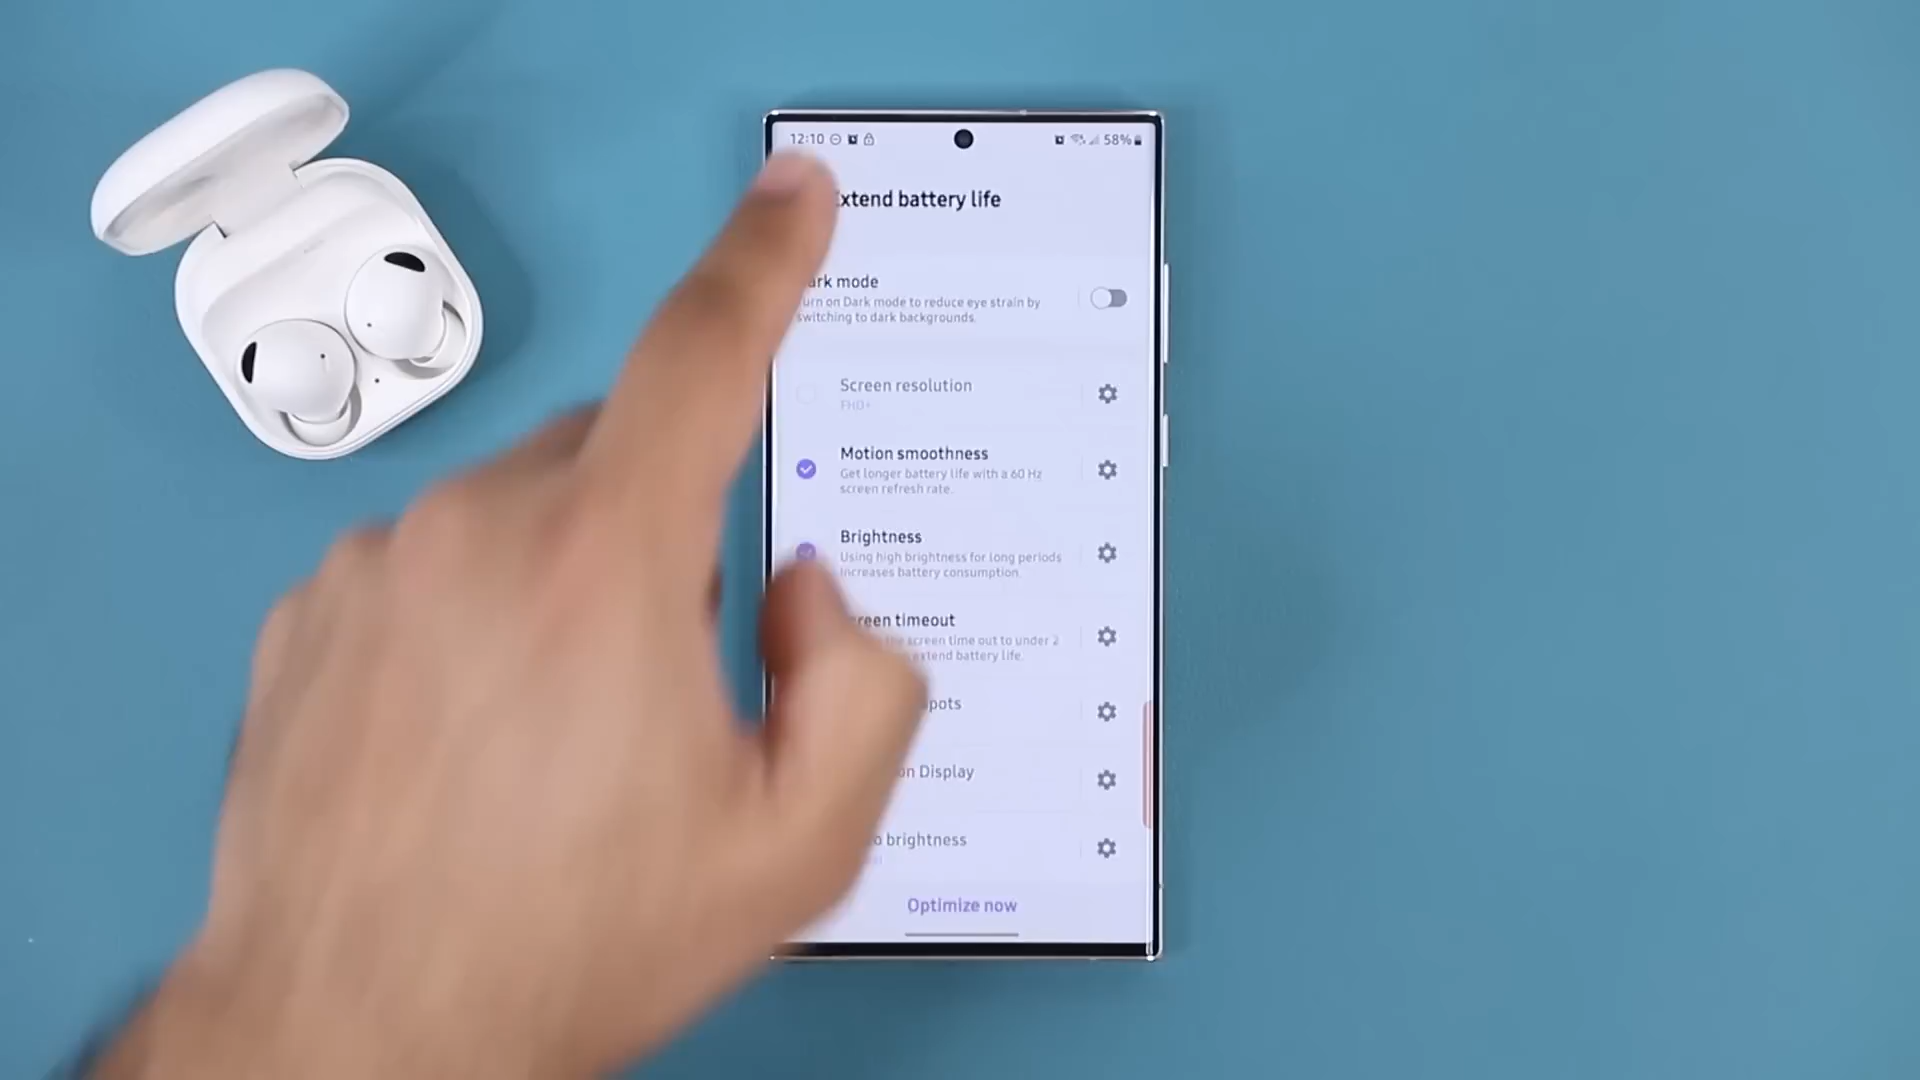 12:10 58%
xtend battery life
ark mode
urn on Dark mode to reduce eye strain by
switching to dark backgrounds.
Screen resolution
FHD+
Motion smoothness
Get longer battery life with a 60 Hz
screen refresh rate.
Brightness
Using high brightness for long periods
increases battery consumption.
reen timeout
the screen time out to under 2
extend battery life.
pots
on Display
o brightness
Optimize now